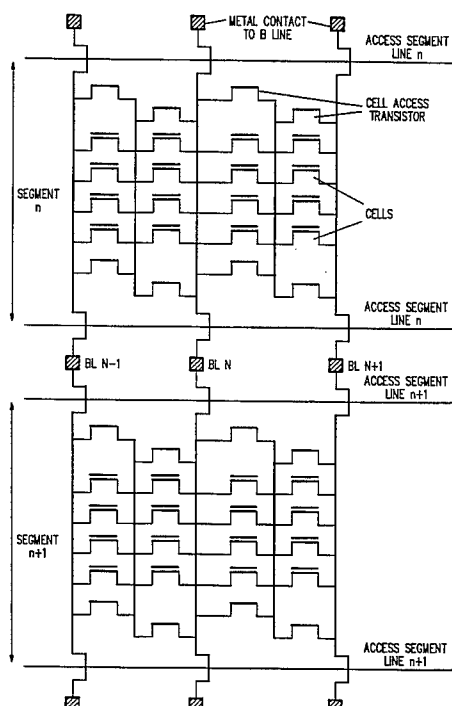 METAL CONTACT
TO B LINE
ACCESS SEGMENT
LINE n
CELL ACCESS
TRANSISTOR
SEGMENT
n
CELLS
ACCESS SEGMENT
LINE n
BL N-1
BL N
BL N+1
ACCESS SEGMENT
LINE n+1
SEGMENT
n+1
ACCESS SEGMENT
LINE n+1